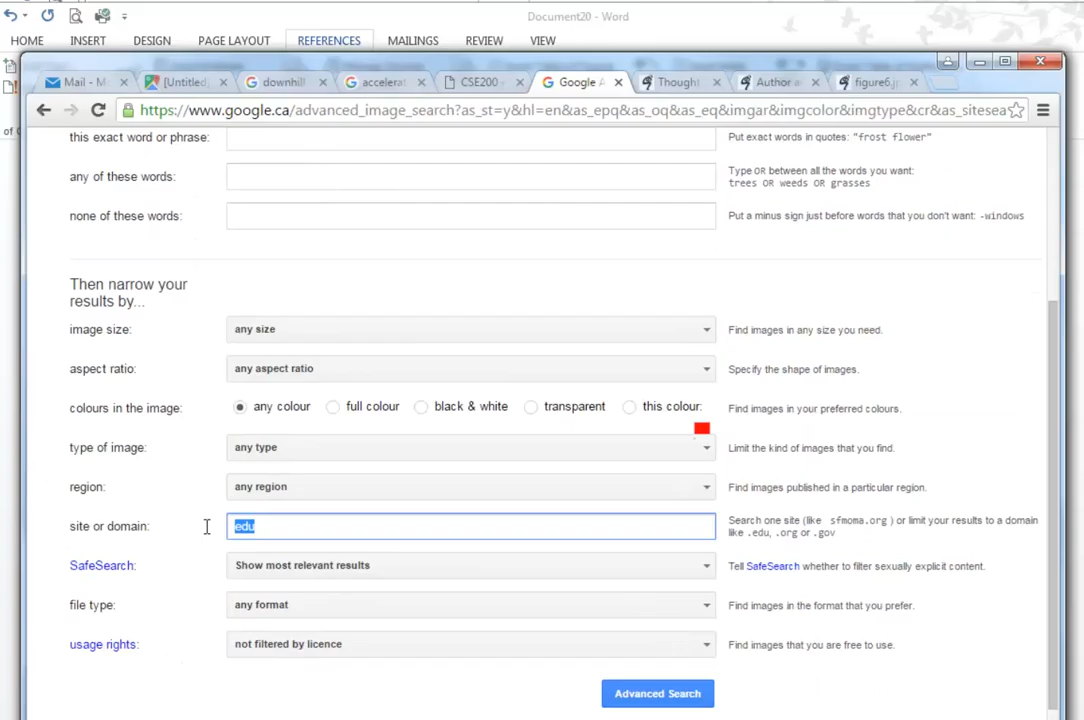 Document20 - Word
HOME INSERT DESIGN PAGE LAYOUT REFERENCES MAILINGS REVIEW VIEW
Mail - M [Untitled. downhill accelerat CSE200 - Google A Thought Author a figure6.j
of https://www.google.ca/advanced_image_search?as_st=y&hl=en&as_epq&as_oq&as_eq&imgar&imgcolor&imgtype&cr&as_sitesea
this exact word or phrase: Put exact words in quotes: "frost flower"
any of these words: Type OR between all the words you want:
trees OR weeds OR grasses
none of these words: Put a minus sign just before words that you don't want: -windows
Then narrow your
results by...
image size: any size Find images in any size you need.
aspect ratio: any aspect ratio Specify the shape of images.
colours in the image: any colour full colour black & white transparent this colour: Find images in your preferred colours.
type of image: any type Limit the kind of images that you find.
region: any region Find images published in a particular region.
site or domain: edu Search one site (like sfmoma.org ) or limit your results to a domain
like .edu, .org or .gov
SafeSearch: Show most relevant results Tell SafeSearch whether to filter sexually explicit content.
file type: any format Find images in the format that you prefer.
usage rights: not filtered by licence Find images that you are free to use.
Advanced Search